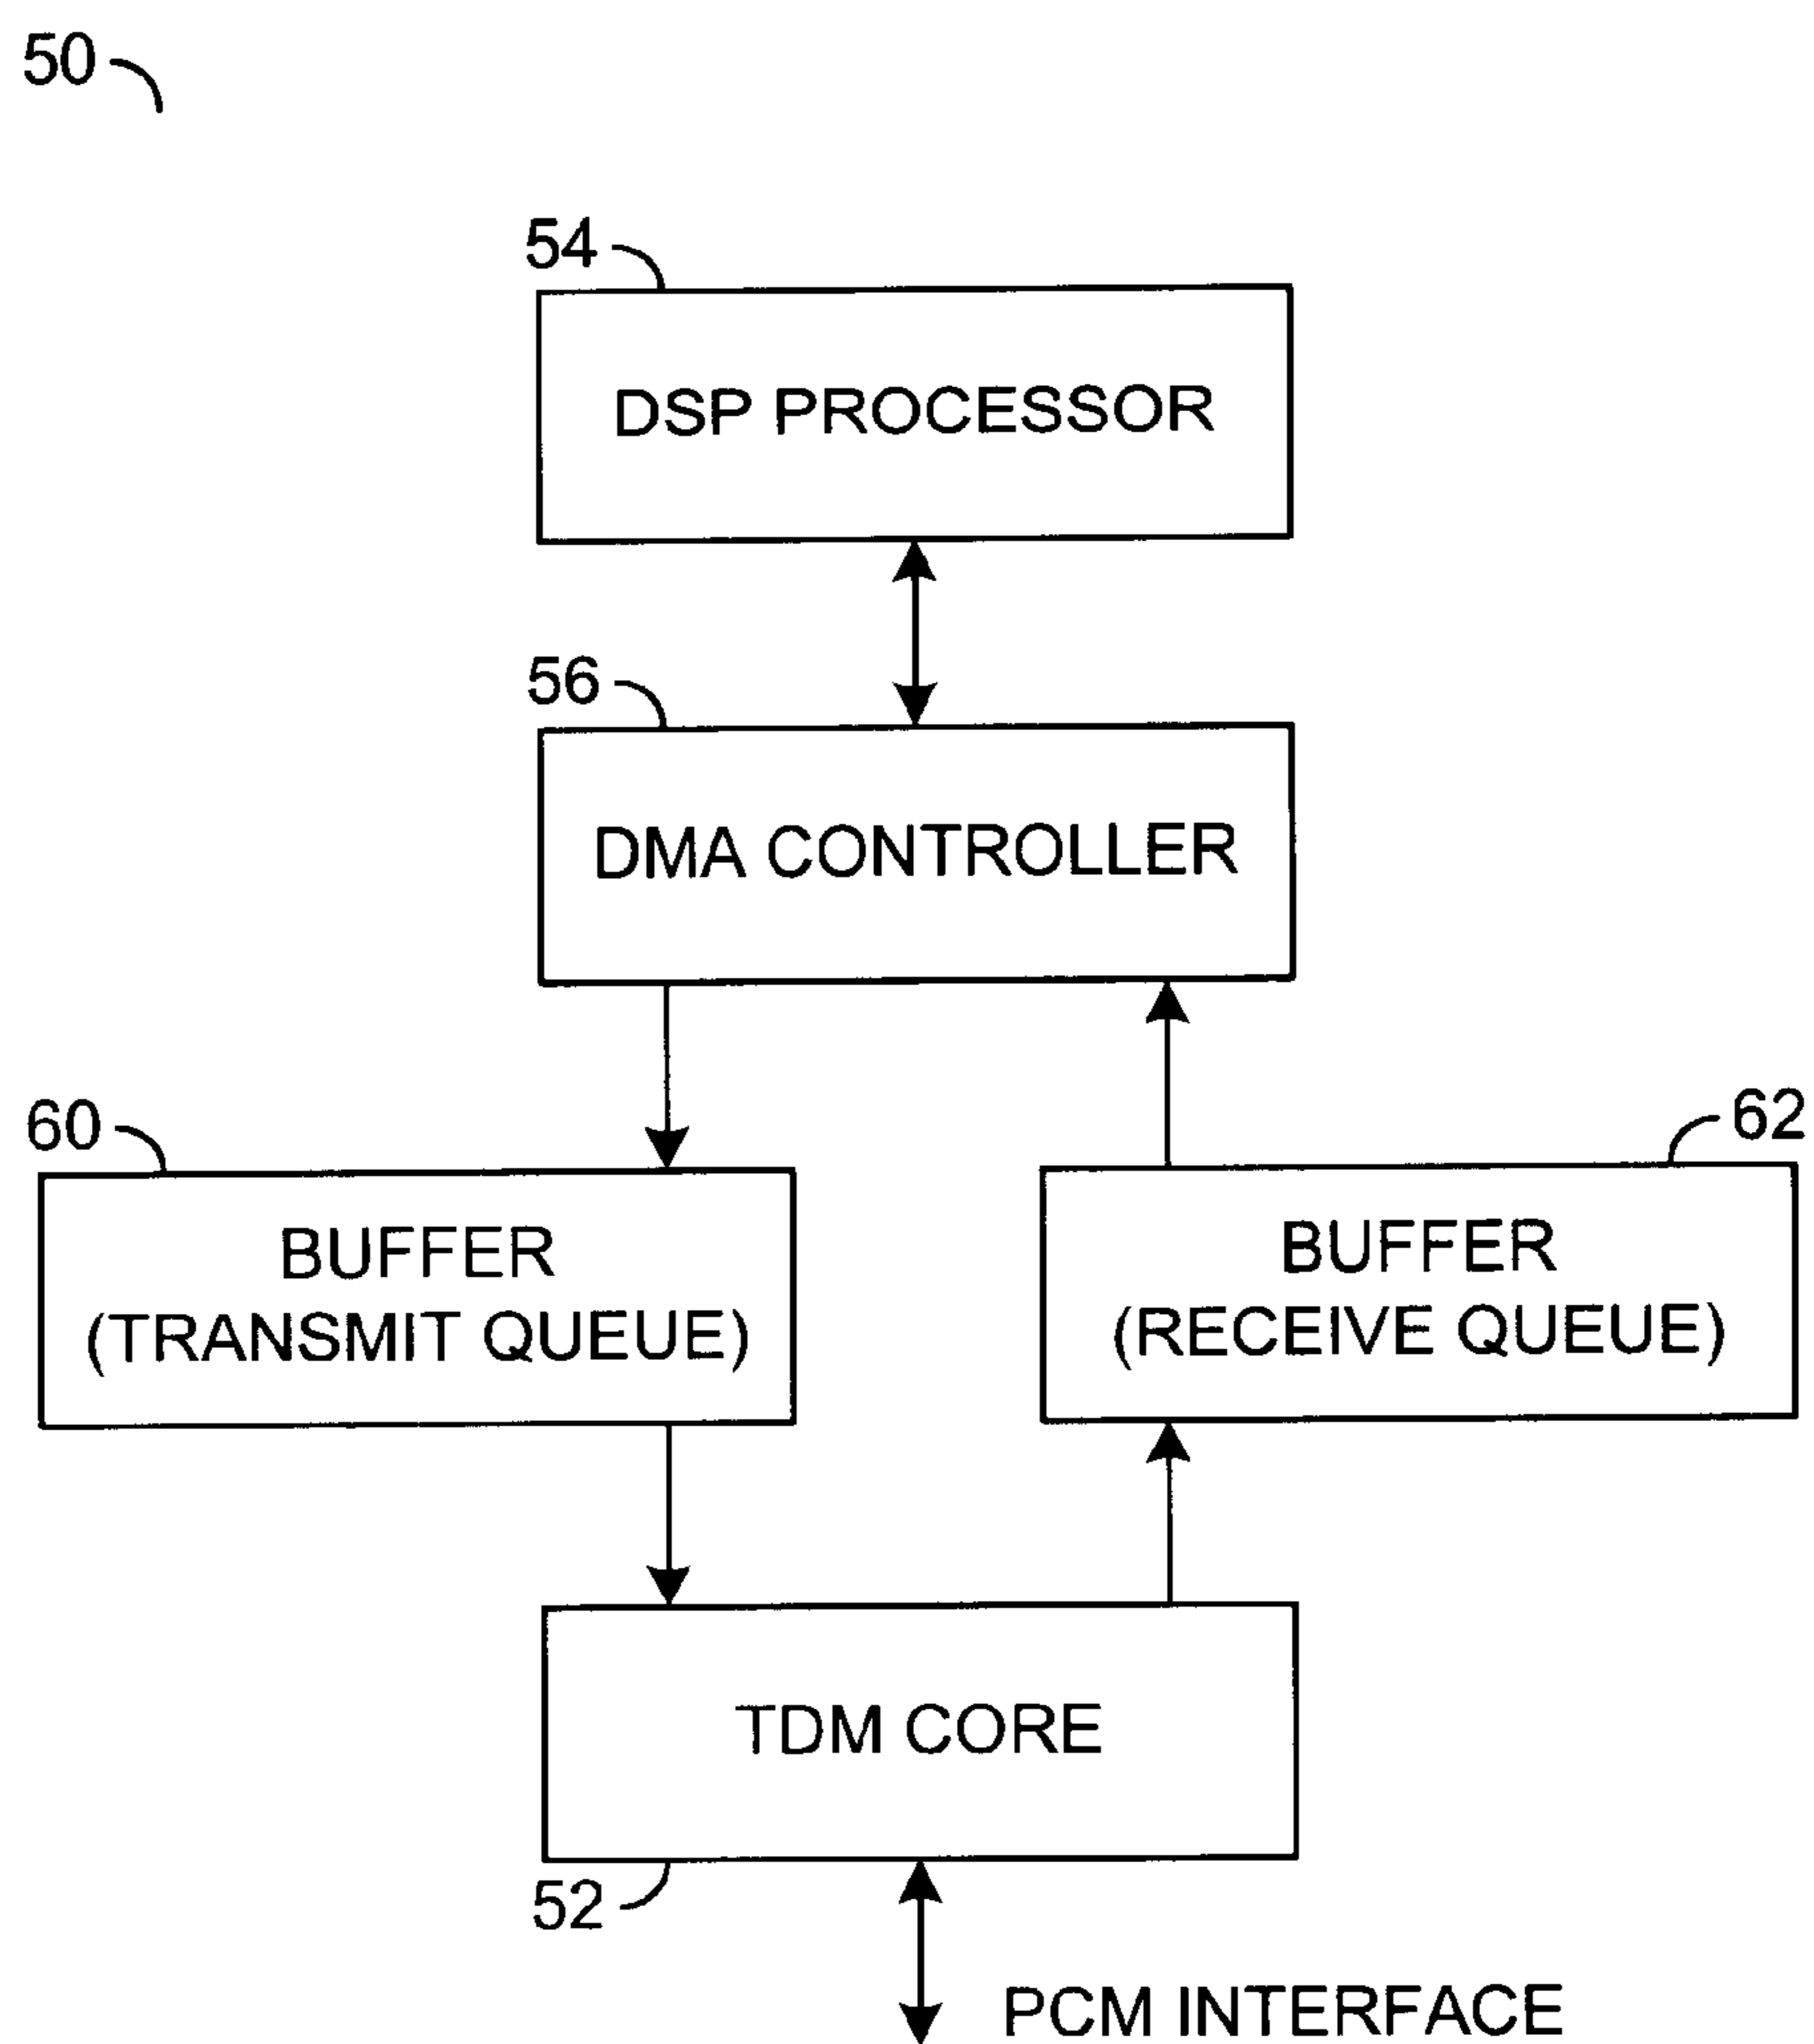 50
54
DSP PROCESSOR
56
DMA CONTROLLER
60
62
BUFFER
(TRANSMIT QUEUE)
BUFFER
(RECEIVE QUEUE)
TDM CORE
52
PCM INTERFACE